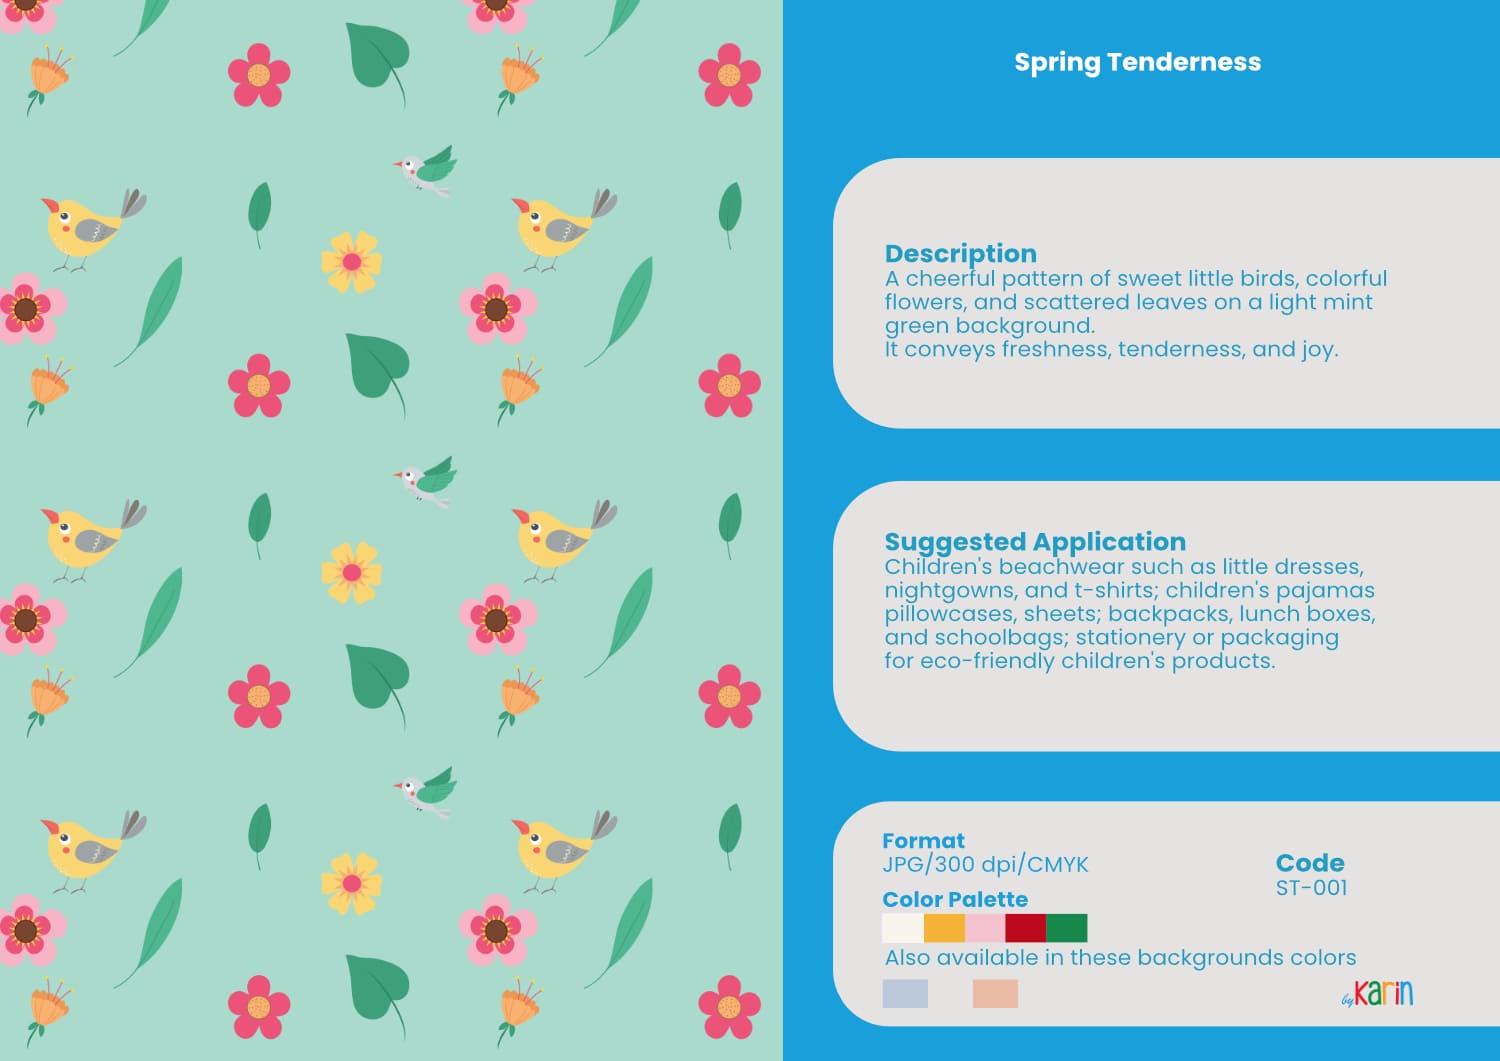 Spring Tenderness
Description
A cheerful pattern of sweet little birds, colorful
flowers, and scattered leaves on a light mint
green background.
It conveys freshness, tenderness, and joy.
Suggested Application
Children's beachwear such as little dresses,
nightgowns, and t-shirts; children's pajamas
pillowcases, sheets; backpacks, lunch boxes,
and schoolbags; stationery or packaging
for eco-friendly children's products.
Format
JPG/300 dpi/CMYK
Code
ST-001
Color Palette
Also available in these backgrounds colors
by Karin